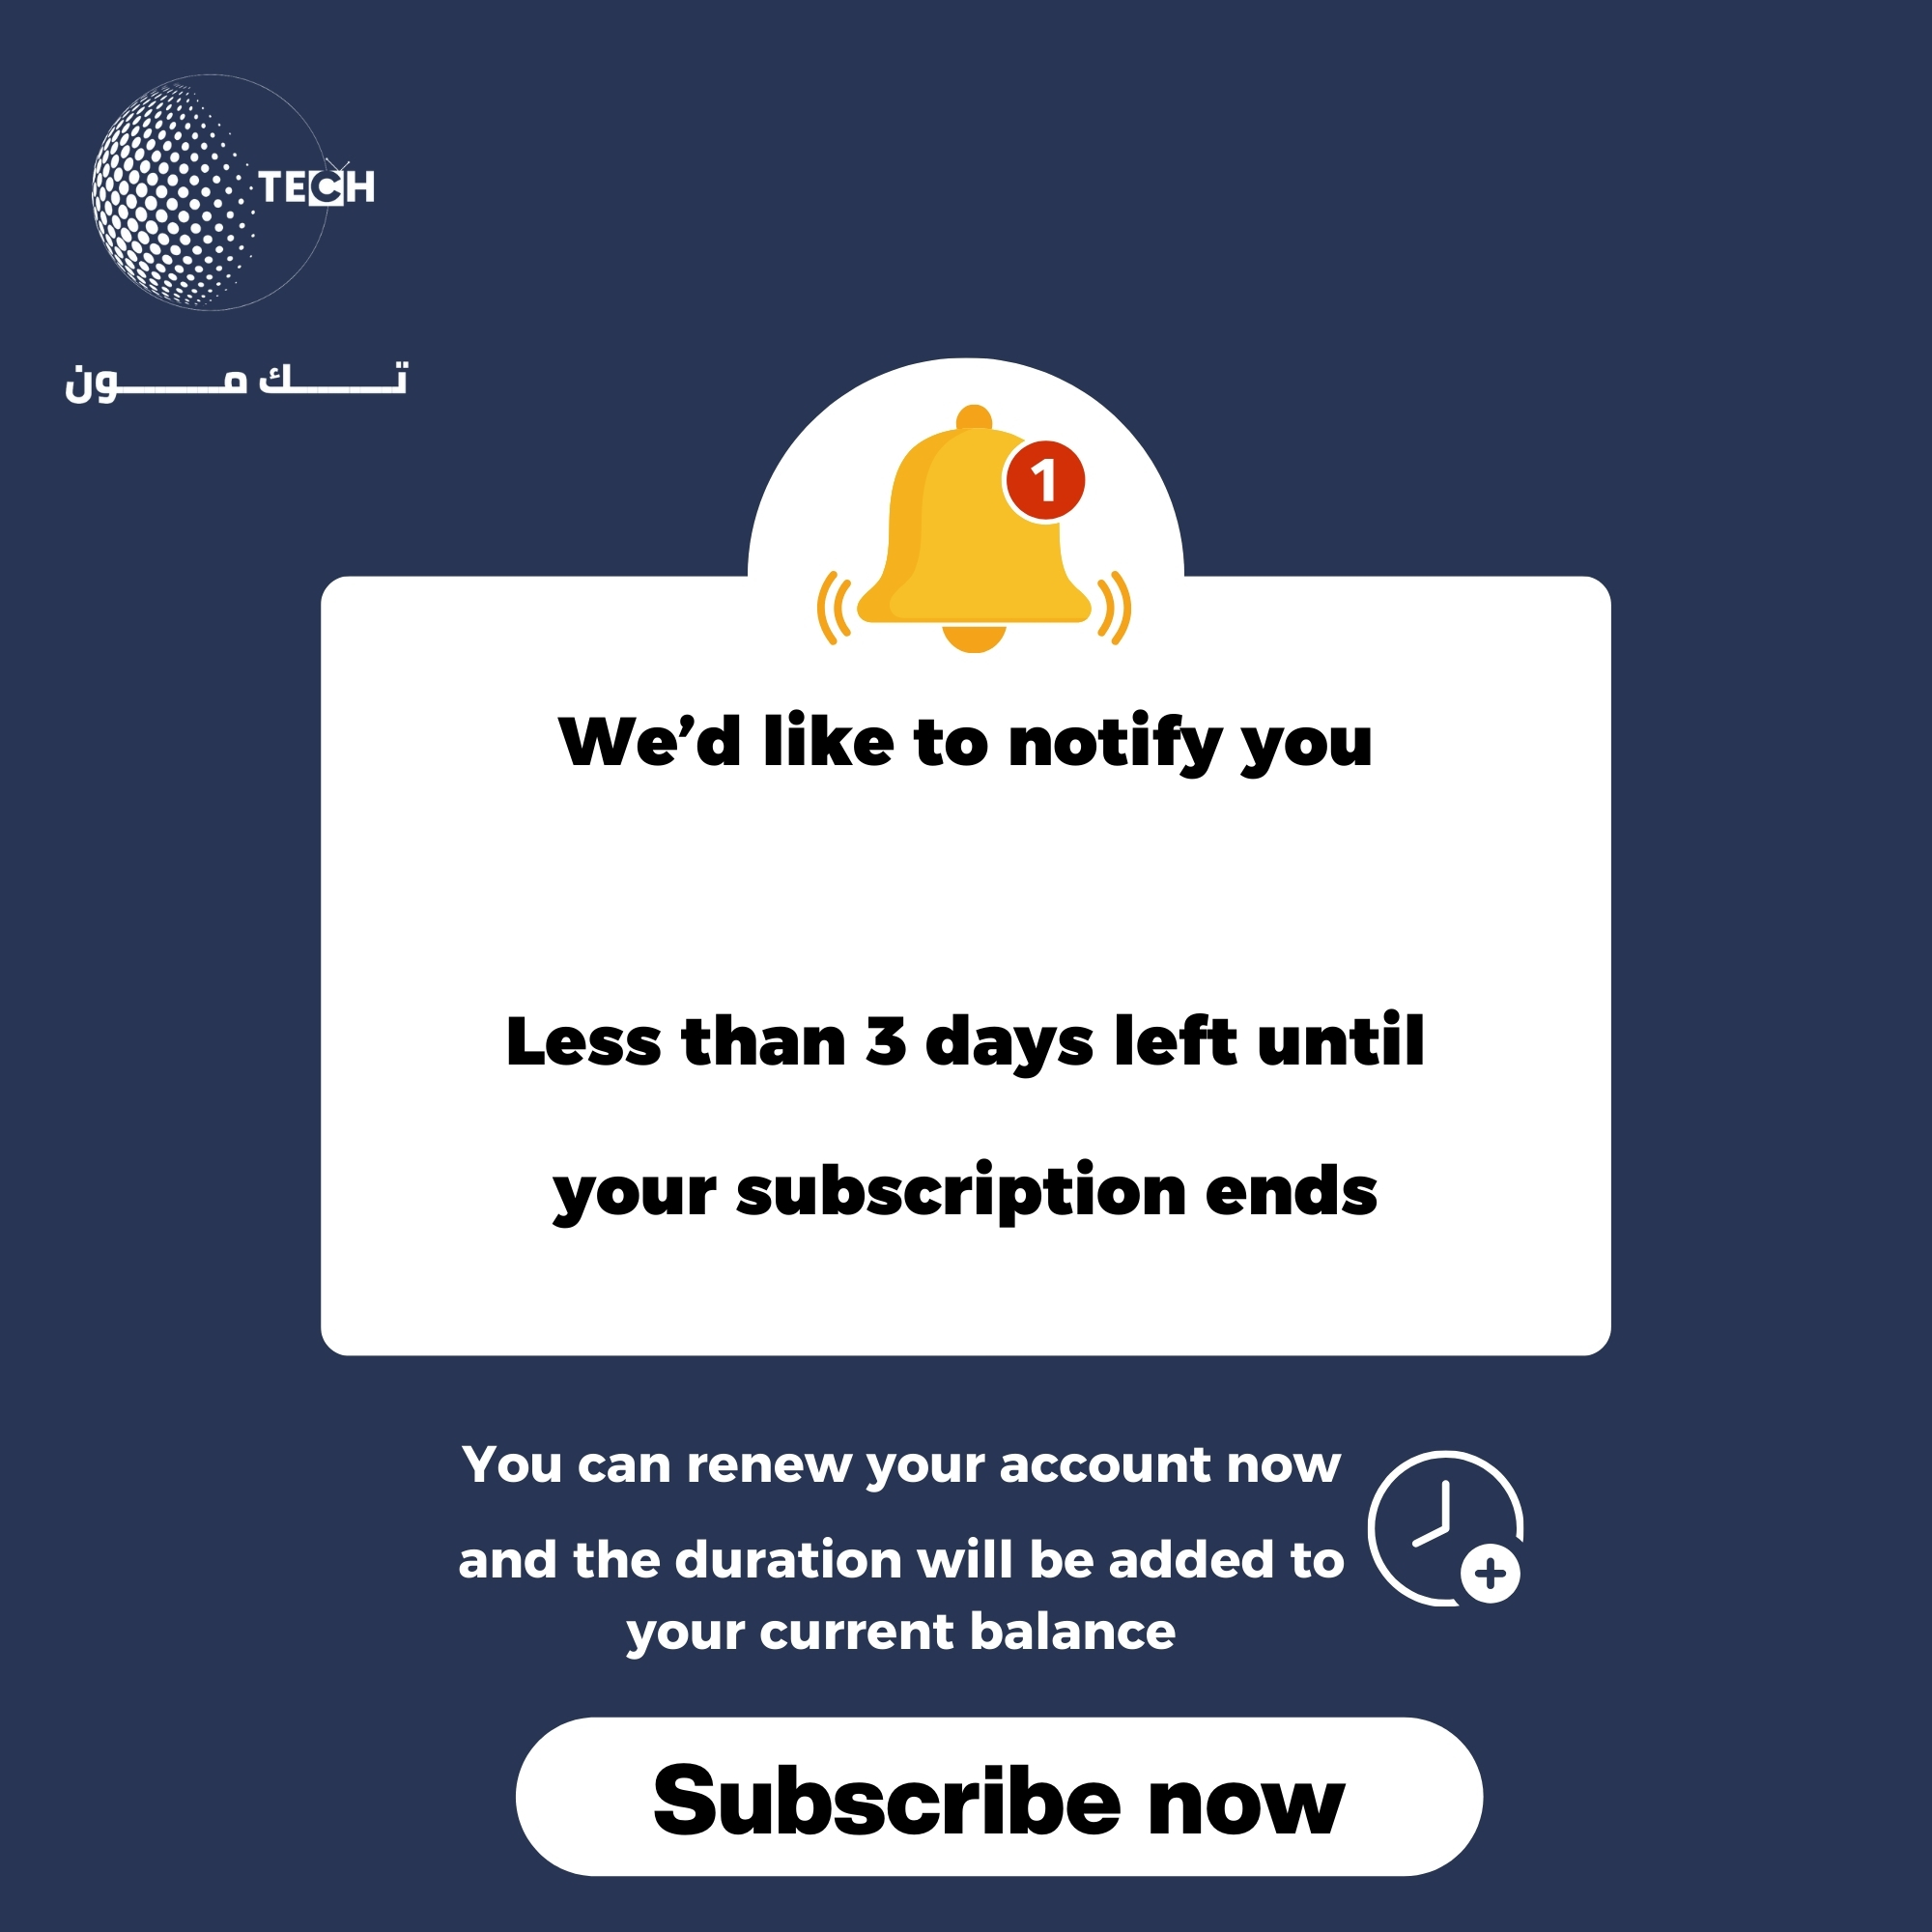 TECH
تـــك مـــون
1
We’d like to notify you
Less than 3 days left until
your subscription ends
You can renew your account now
and the duration will be added to
your current balance
Subscribe now